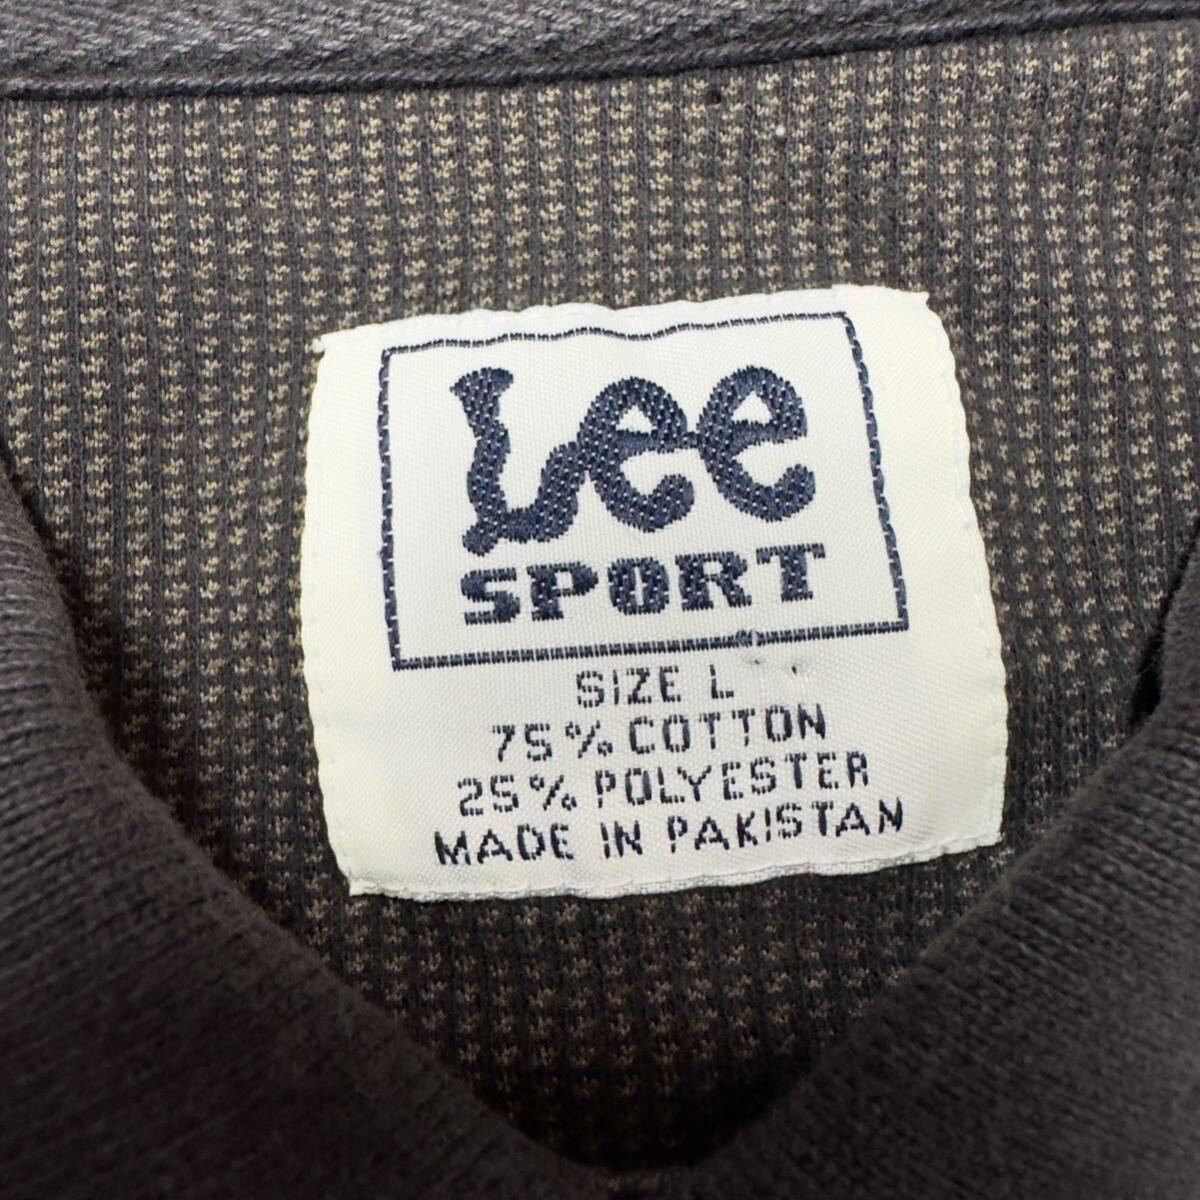 Lee
SPORT
SIZE L
75% COTTON
25% POLYESTER
MADE IN PAKISTAN